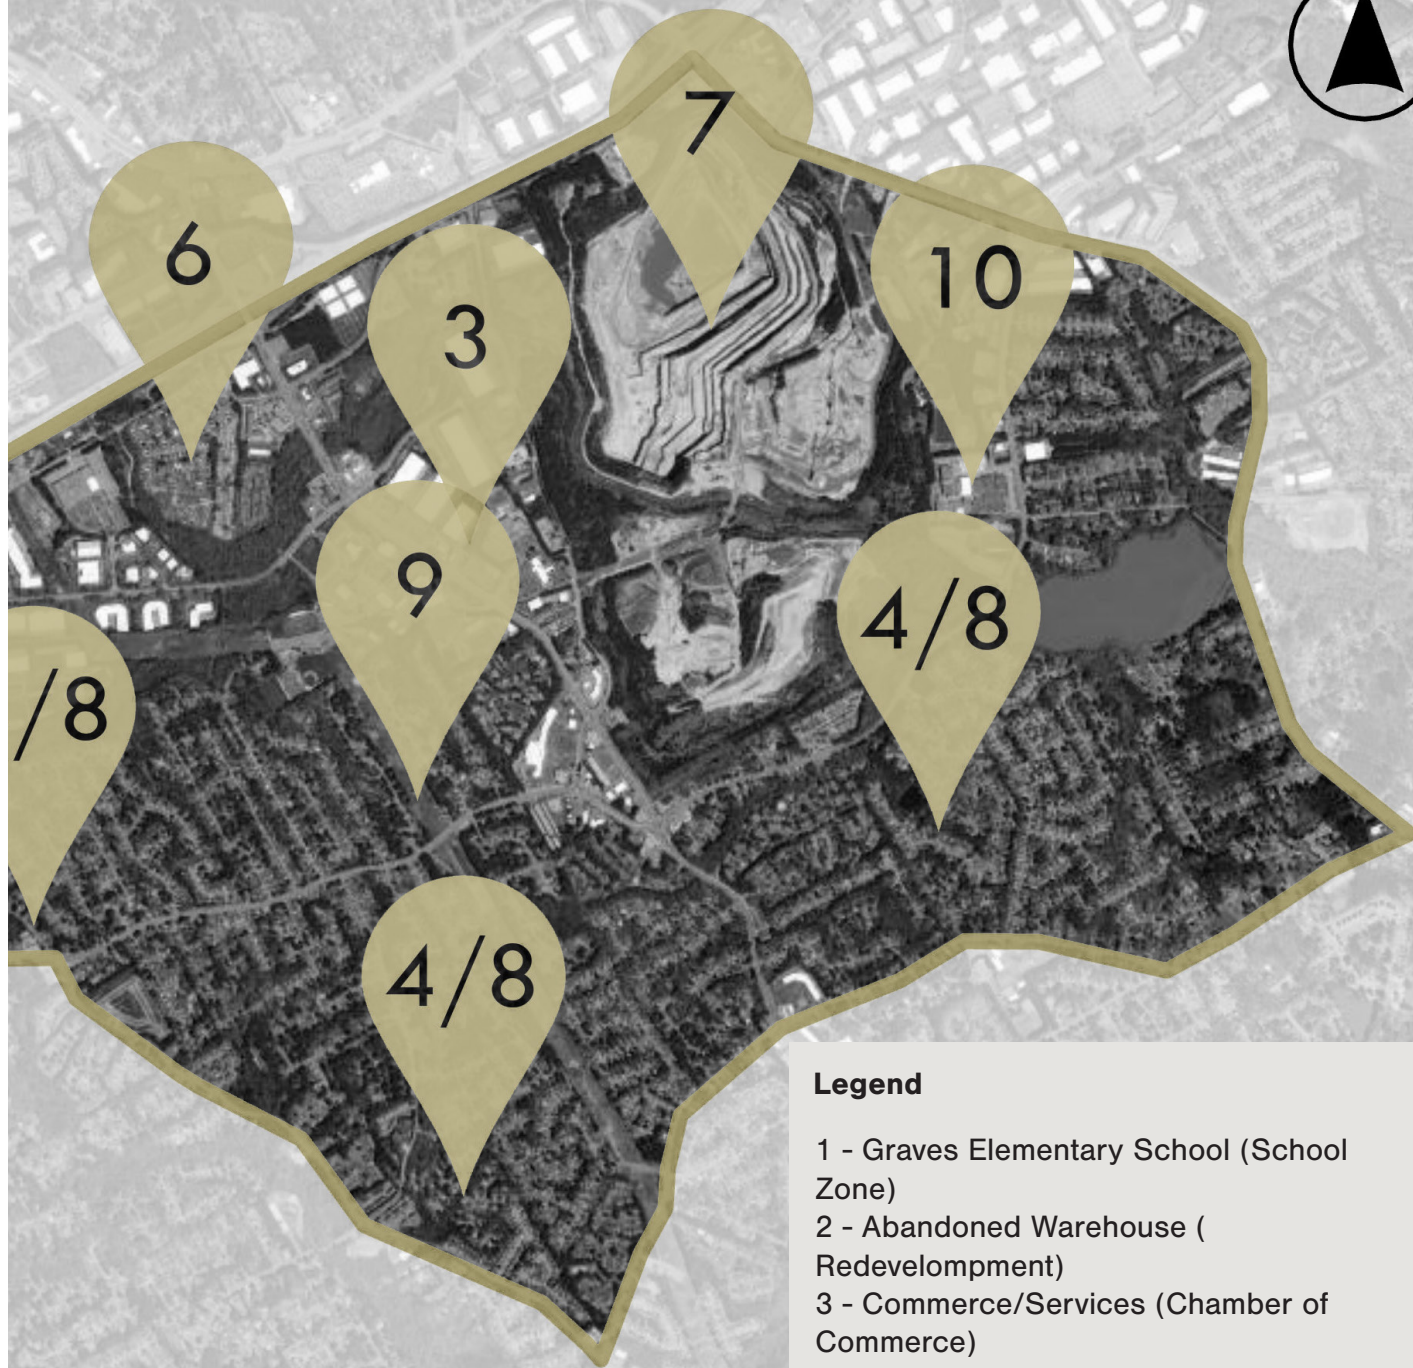 7
6
10
3
9
4/8
/8
4/8
Legend
1 - Graves Elementary School (School
Zone)
2 - Abandoned Warehouse (
Redevelompment)
3 - Commerce/Services (Chamber of
Commerce)